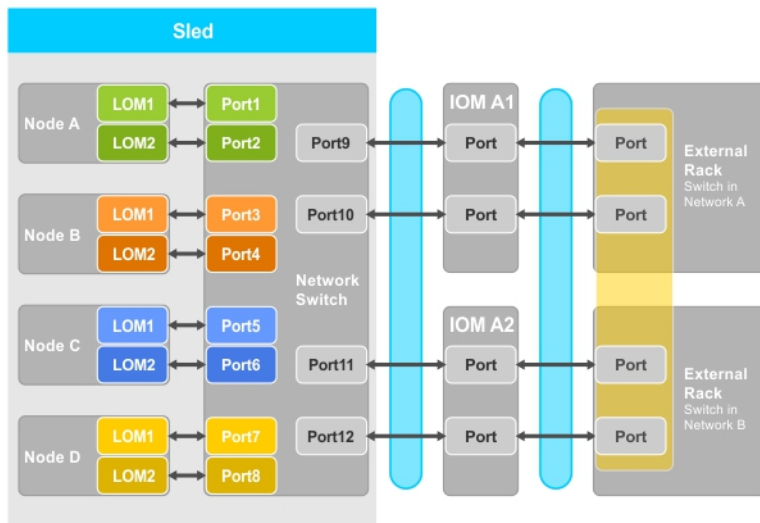 Sled
Node A
LOM1
Port1
LOM2
Port2
Port9
IOM A1
Port
Port
External
Rack
Switch in
Network A
Node B
LOM1
Port3
LOM2
Port4
Port10
Port
Port
Network
Switch
Node C
LOM1
Port5
LOM2
Port6
Port11
IOM A2
Port
Port
External
Rack
Switch in
Network B
Node D
LOM1
Port7
LOM2
Port8
Port12
Port
Port